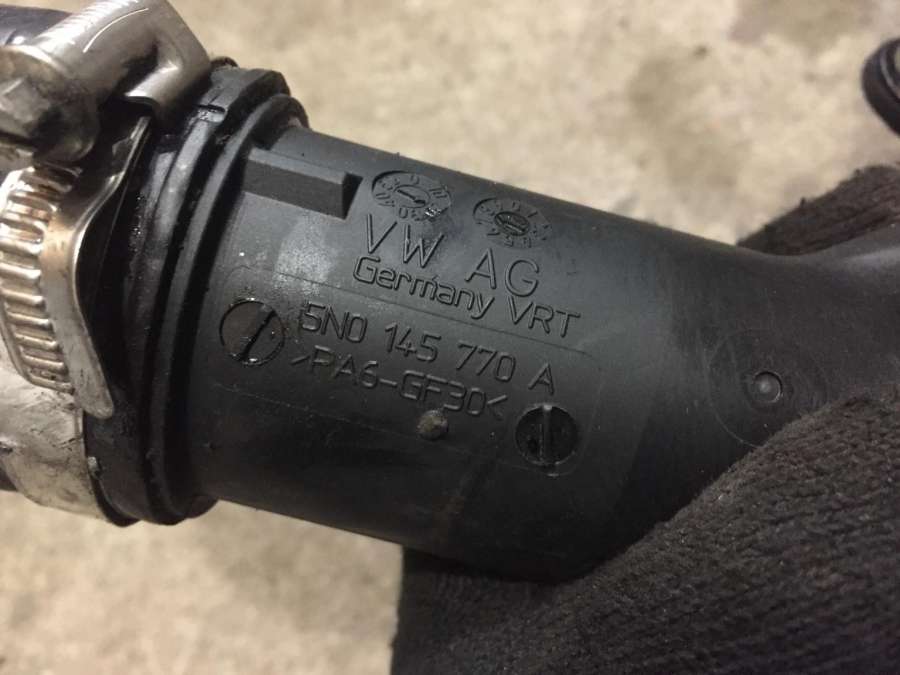 VW AG
Germany VRT
5N0 145 770 A
>PA6-GF30<